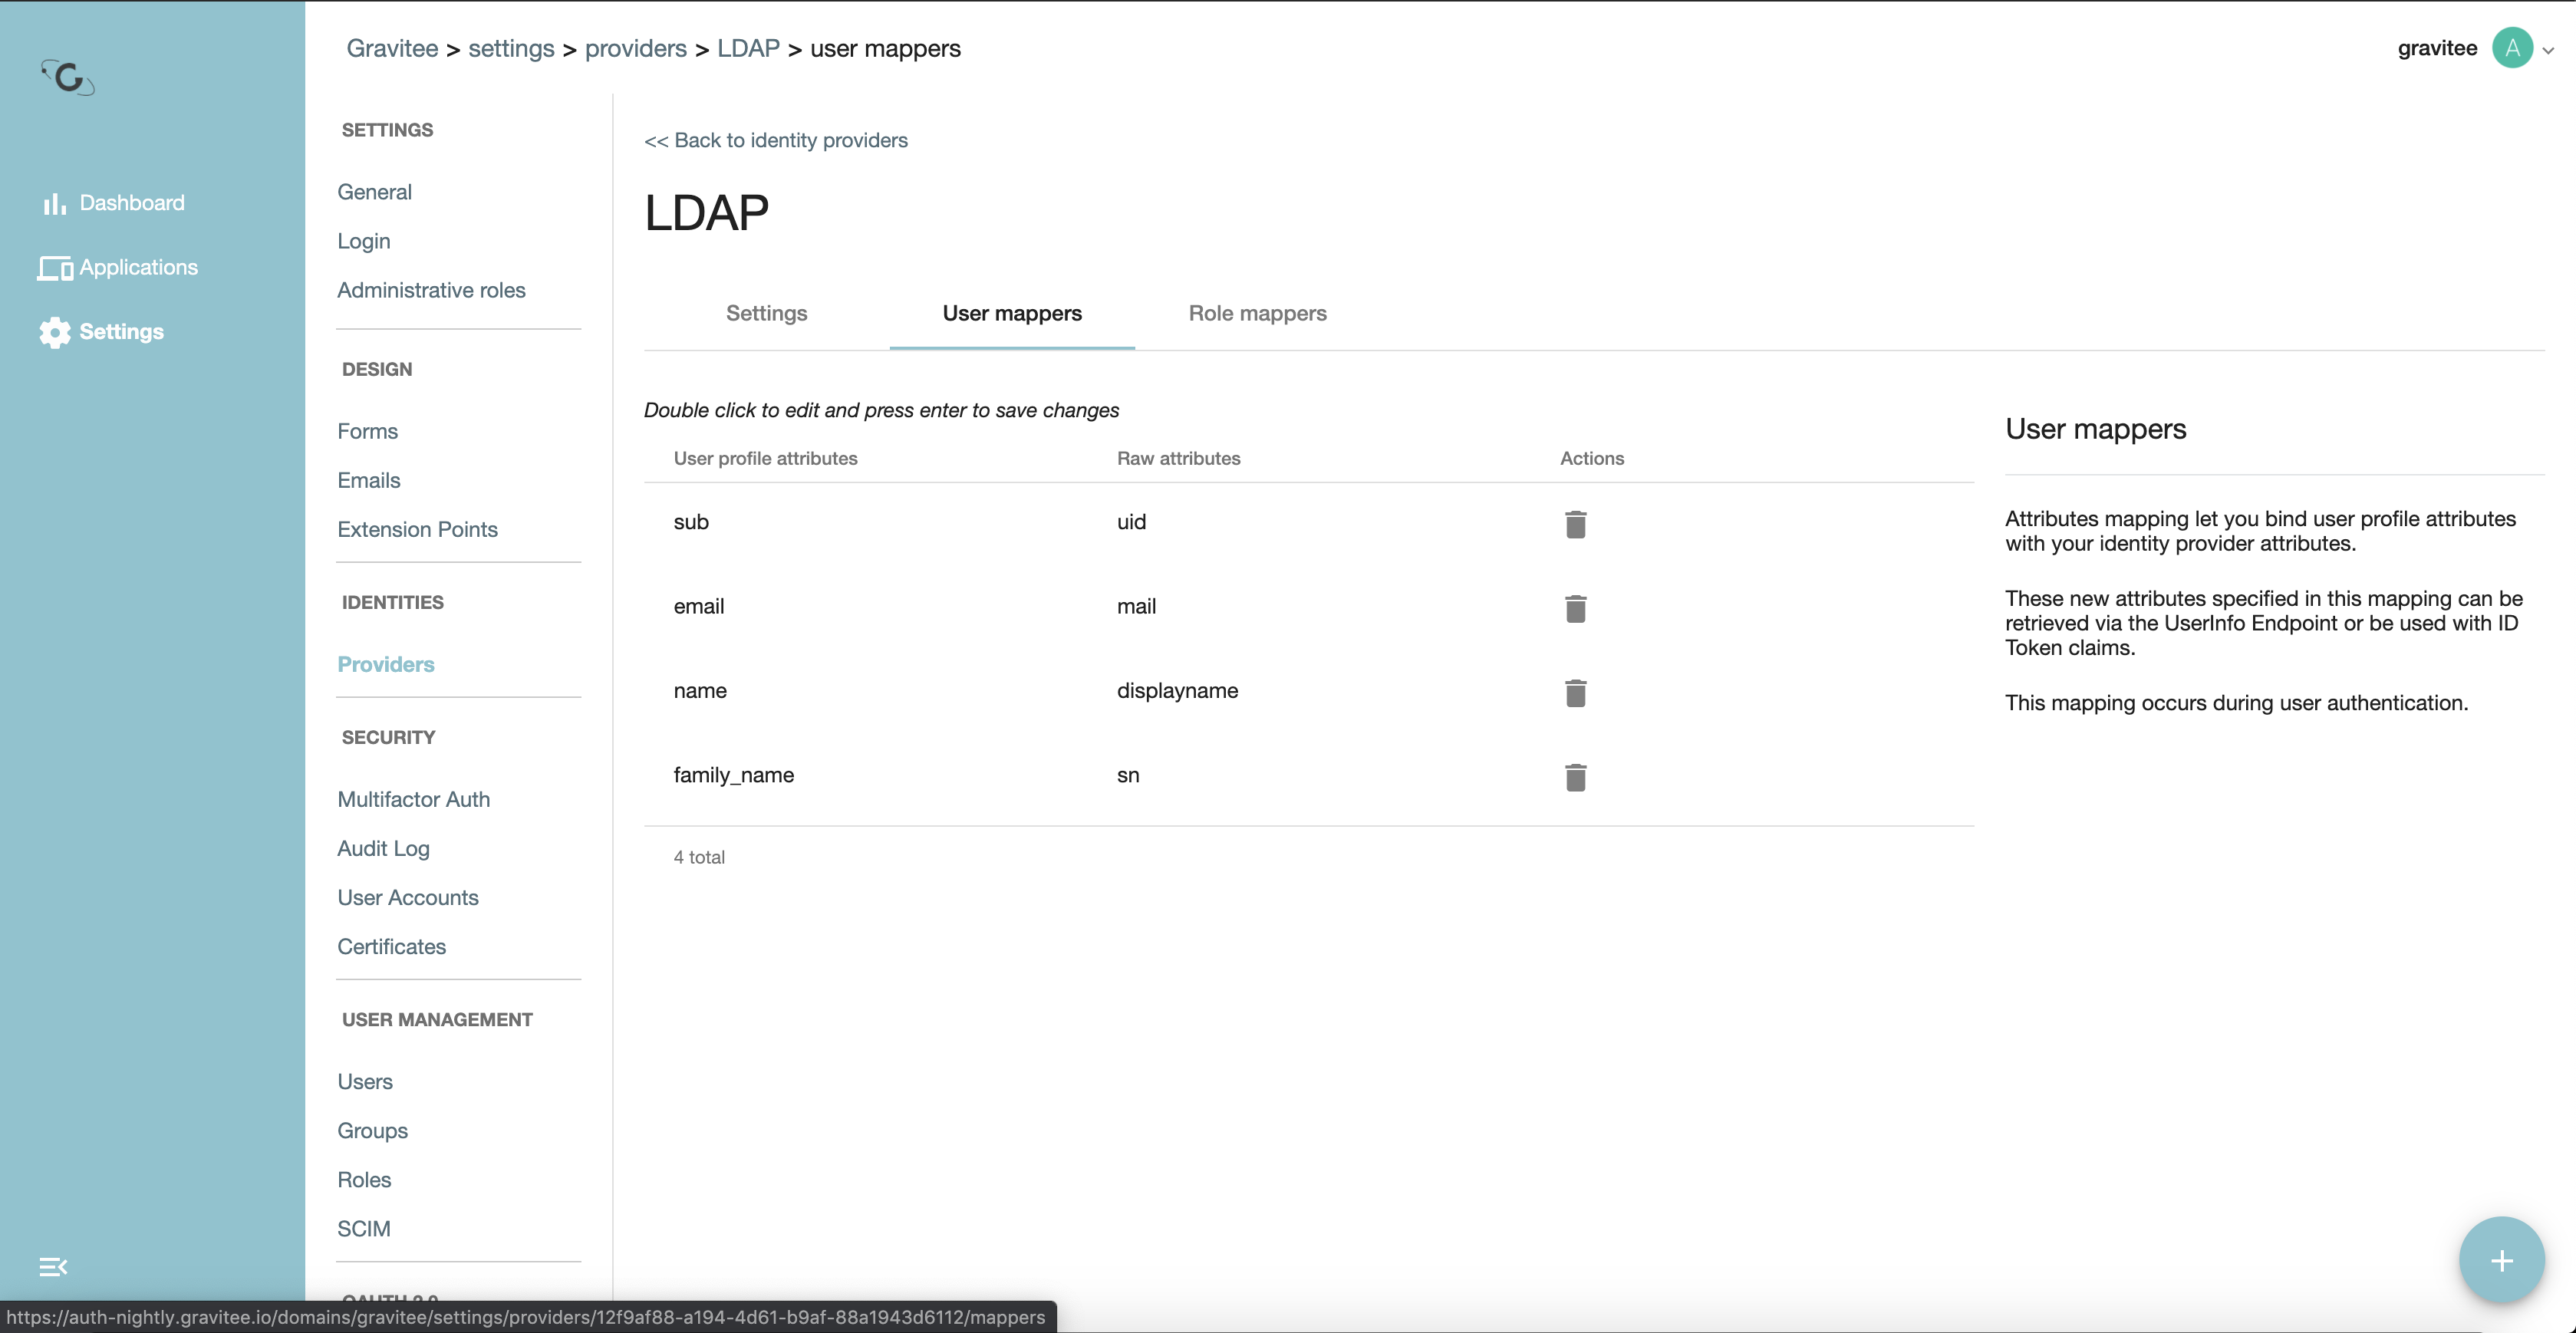 Gravitee > settings > providers > LDAP > user mappers
gravitee A
Dashboard
Applications
Settings
SETTINGS
General
Login
Administrative roles
DESIGN
Forms
Emails
Extension Points
IDENTITIES
Providers
SECURITY
Multifactor Auth
Audit Log
User Accounts
Certificates
USER MANAGEMENT
Users
Groups
Roles
SCIM
OAUTH 2.0
<< Back to identity providers
LDAP
Settings User mappers Role mappers
Double click to edit and press enter to save changes
User profile attributes Raw attributes Actions
sub uid
email mail
name displayname
family_name sn
4 total
User mappers
Attributes mapping let you bind user profile attributes
with your identity provider attributes.
These new attributes specified in this mapping can be
retrieved via the UserInfo Endpoint or be used with ID
Token claims.
This mapping occurs during user authentication.
https://auth-nightly.gravitee.io/domains/gravitee/settings/providers/12f9af88-a194-4d61-b9af-88a1943d6112/mappers